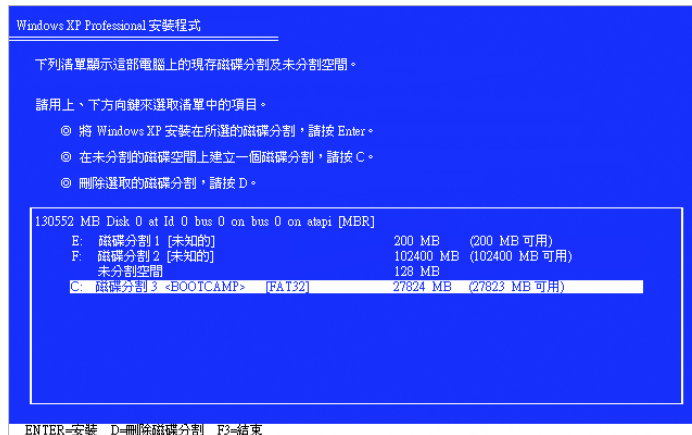 Windows XP Professional 安裝程式
下列清單顯示這部電腦上的現存磁碟分割及未分割空間。
請用上、下方向鍵來選取清單中的項目。
◎ 將 Windows XP 安裝在所選的磁碟分割，請按 Enter。
◎ 在未分割的磁碟空間上建立一個磁碟分割，請按 C。
◎ 刪除選取的磁碟分割，請按 D。
130552 MB Disk 0 at Id 0 bus 0 on bus 0 on atapi [MBR]
E: 磁碟分割 1 [未知的] 200 MB (200 MB 可用)
F: 磁碟分割 2 [未知的] 102400 MB (102400 MB 可用)
未分割空間 128 MB
C: 磁碟分割 3 <BOOTCAMP> [FAT32] 27824 MB (27823 MB 可用)
ENTER=安裝 D=刪除磁碟分割 F3=結束